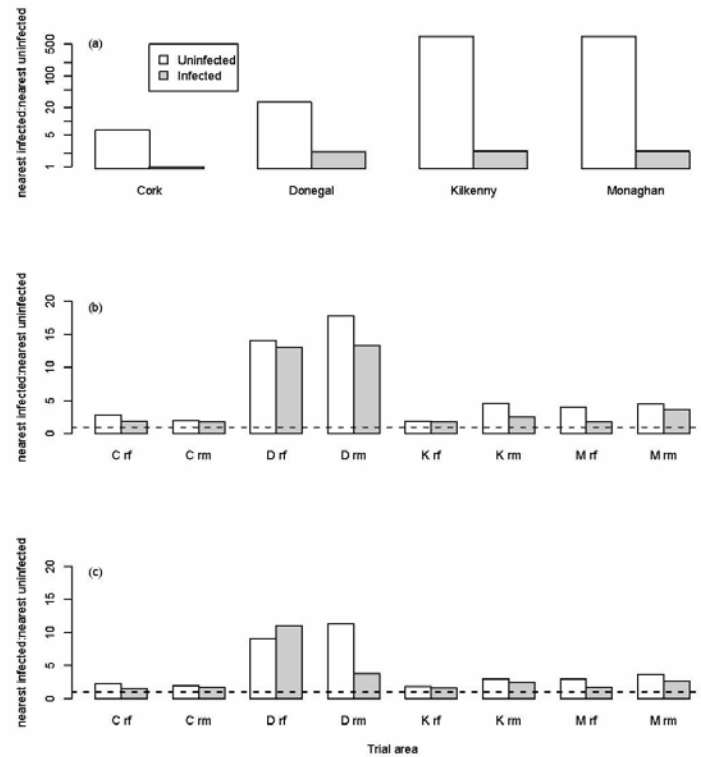 (a)
Uninfected
Infected
nearest infected:nearest uninfected
500
100
20
5
1
Cork Donegal Kilkenny Monaghan
(b)
nearest infected:nearest uninfected
20
15
10
5
0
C rf C rm D rf D rm K rf K rm M rf M rm
(c)
nearest infected:nearest uninfected
20
15
10
5
0
C rf C rm D rf D rm K rf K rm M rf M rm
Trial area